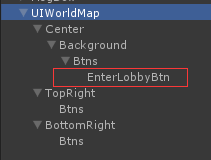 UIWorldMap
Center
Background
Btns
EnterLobbyBtn
TopRight
Btns
BottomRight
Btns